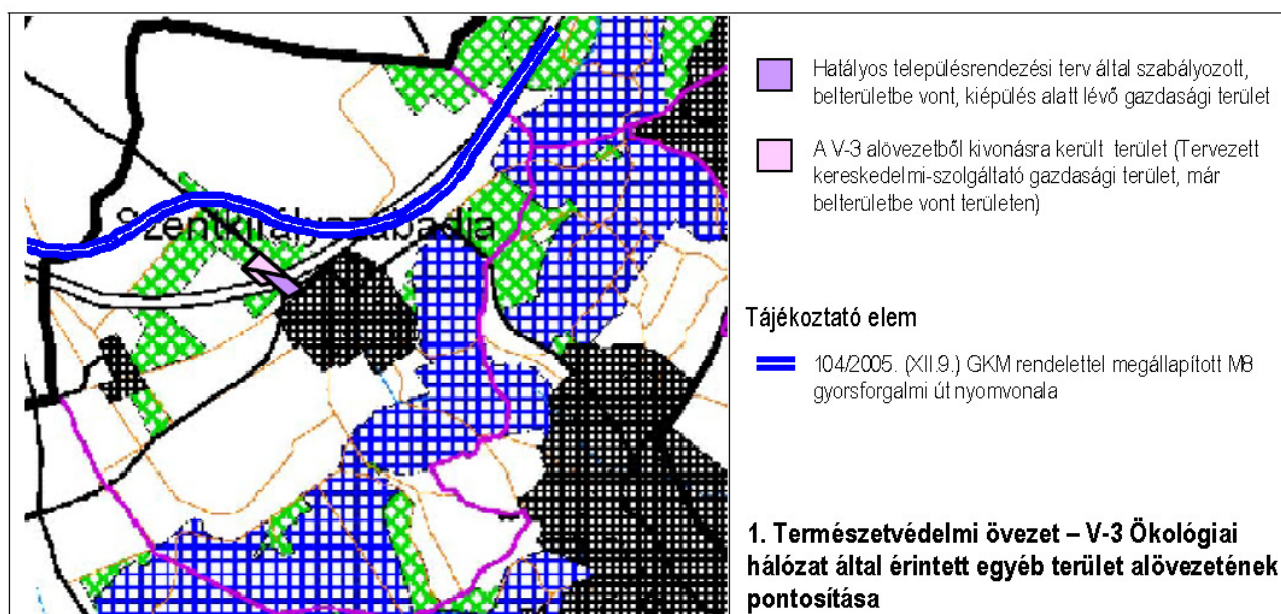 Szentkirályszabadja
Hatályos településrendezési terv által szabályozott,
belterületbe vont, kiépülés alatt lévő gazdasági terület
A V-3 alövezetből kivonásra került terület (Tervezett
kereskedelmi-szolgáltató gazdasági terület, már
belterületbe vont területen)
Tájékoztató elem
104/2005. (XII.9.) GKM rendelettel megállapított M8
gyorsforgalmi út nyomvonala
1. Természetvédelmi övezet – V-3 Ökológiai
hálózat által érintett egyéb terület alövezetének
pontosítása